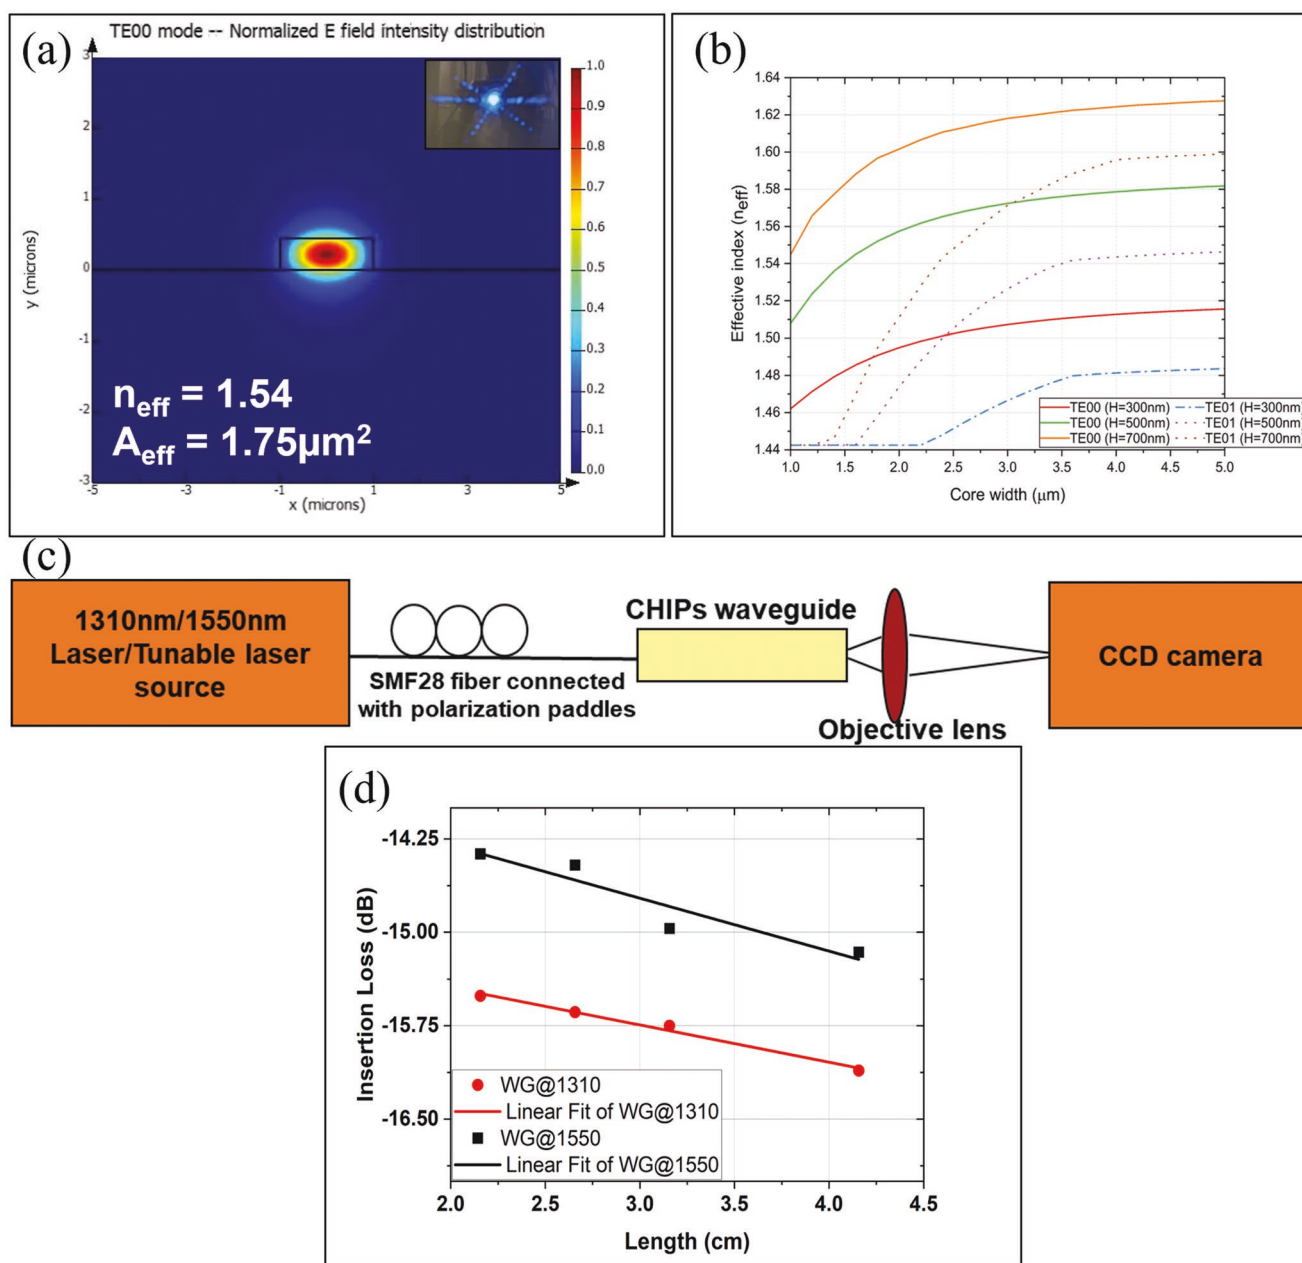 (a)
TE00 mode -- Normalized E field intensity distribution
3
2
1
0
-1
-2
-3
y (microns)
-5
-1
1
5
x (microns)
1.0
0.9
0.8
0.7
0.6
0.5
0.4
0.3
0.2
0.1
0.0
neff = 1.54
Aeff = 1.75μm²
(b)
1.64
1.62
1.60
1.58
1.56
1.54
1.52
1.50
1.48
1.46
1.44
Effective index (neff)
1.0
1.5
2.0
2.5
3.0
3.5
4.0
4.5
5.0
Core width (μm)
TE00 (H=300nm)
TE01 (H=300nm)
TE00 (H=500nm)
TE01 (H=500nm)
TE00 (H=700nm)
TE01 (H=700nm)
(c)
1310nm/1550nm
Laser/Tunable laser
source
SMF28 fiber connected
with polarization paddles
CHIPs waveguide
Objective lens
CCD camera
(d)
-14.25
-15.00
-15.75
-16.50
Insertion Loss (dB)
WG@1310
Linear Fit of WG@1310
WG@1550
Linear Fit of WG@1550
2.0
2.5
3.0
3.5
4.0
4.5
Length (cm)